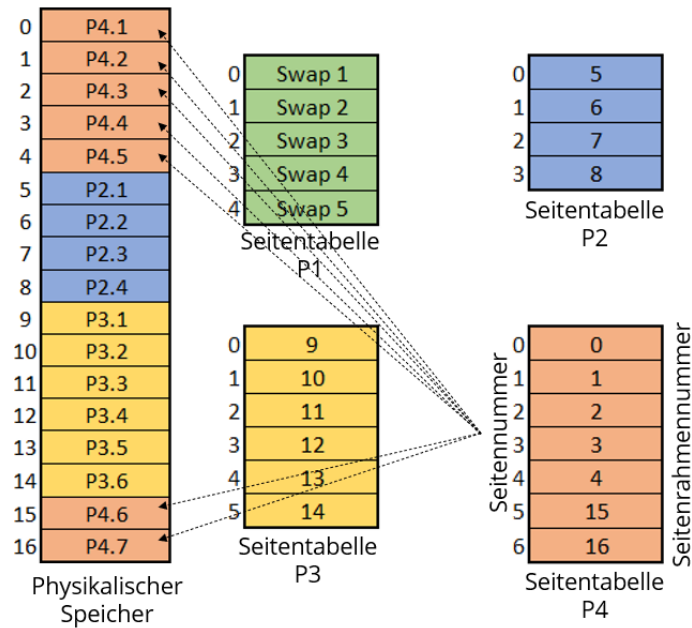 0 P4.1
1 P4.2
2 P4.3
3 P4.4
4 P4.5
5 P2.1
6 P2.2
7 P2.3
8 P2.4
9 P3.1
10 P3.2
11 P3.3
12 P3.4
13 P3.5
14 P3.6
15 P4.6
16 P4.7
Physikalischer
Speicher
0 Swap 1
1 Swap 2
2 Swap 3
3 Swap 4
4 Swap 5
Seitentabelle
P1
0 5
1 6
2 7
3 8
Seitentabelle
P2
0 9
1 10
2 11
3 12
4 13
5 14
Seitentabelle
P3
Seitennummer
0 0
1 1
2 2
3 3
4 4
5 15
6 16
Seitenrahmennummer
Seitentabelle
P4